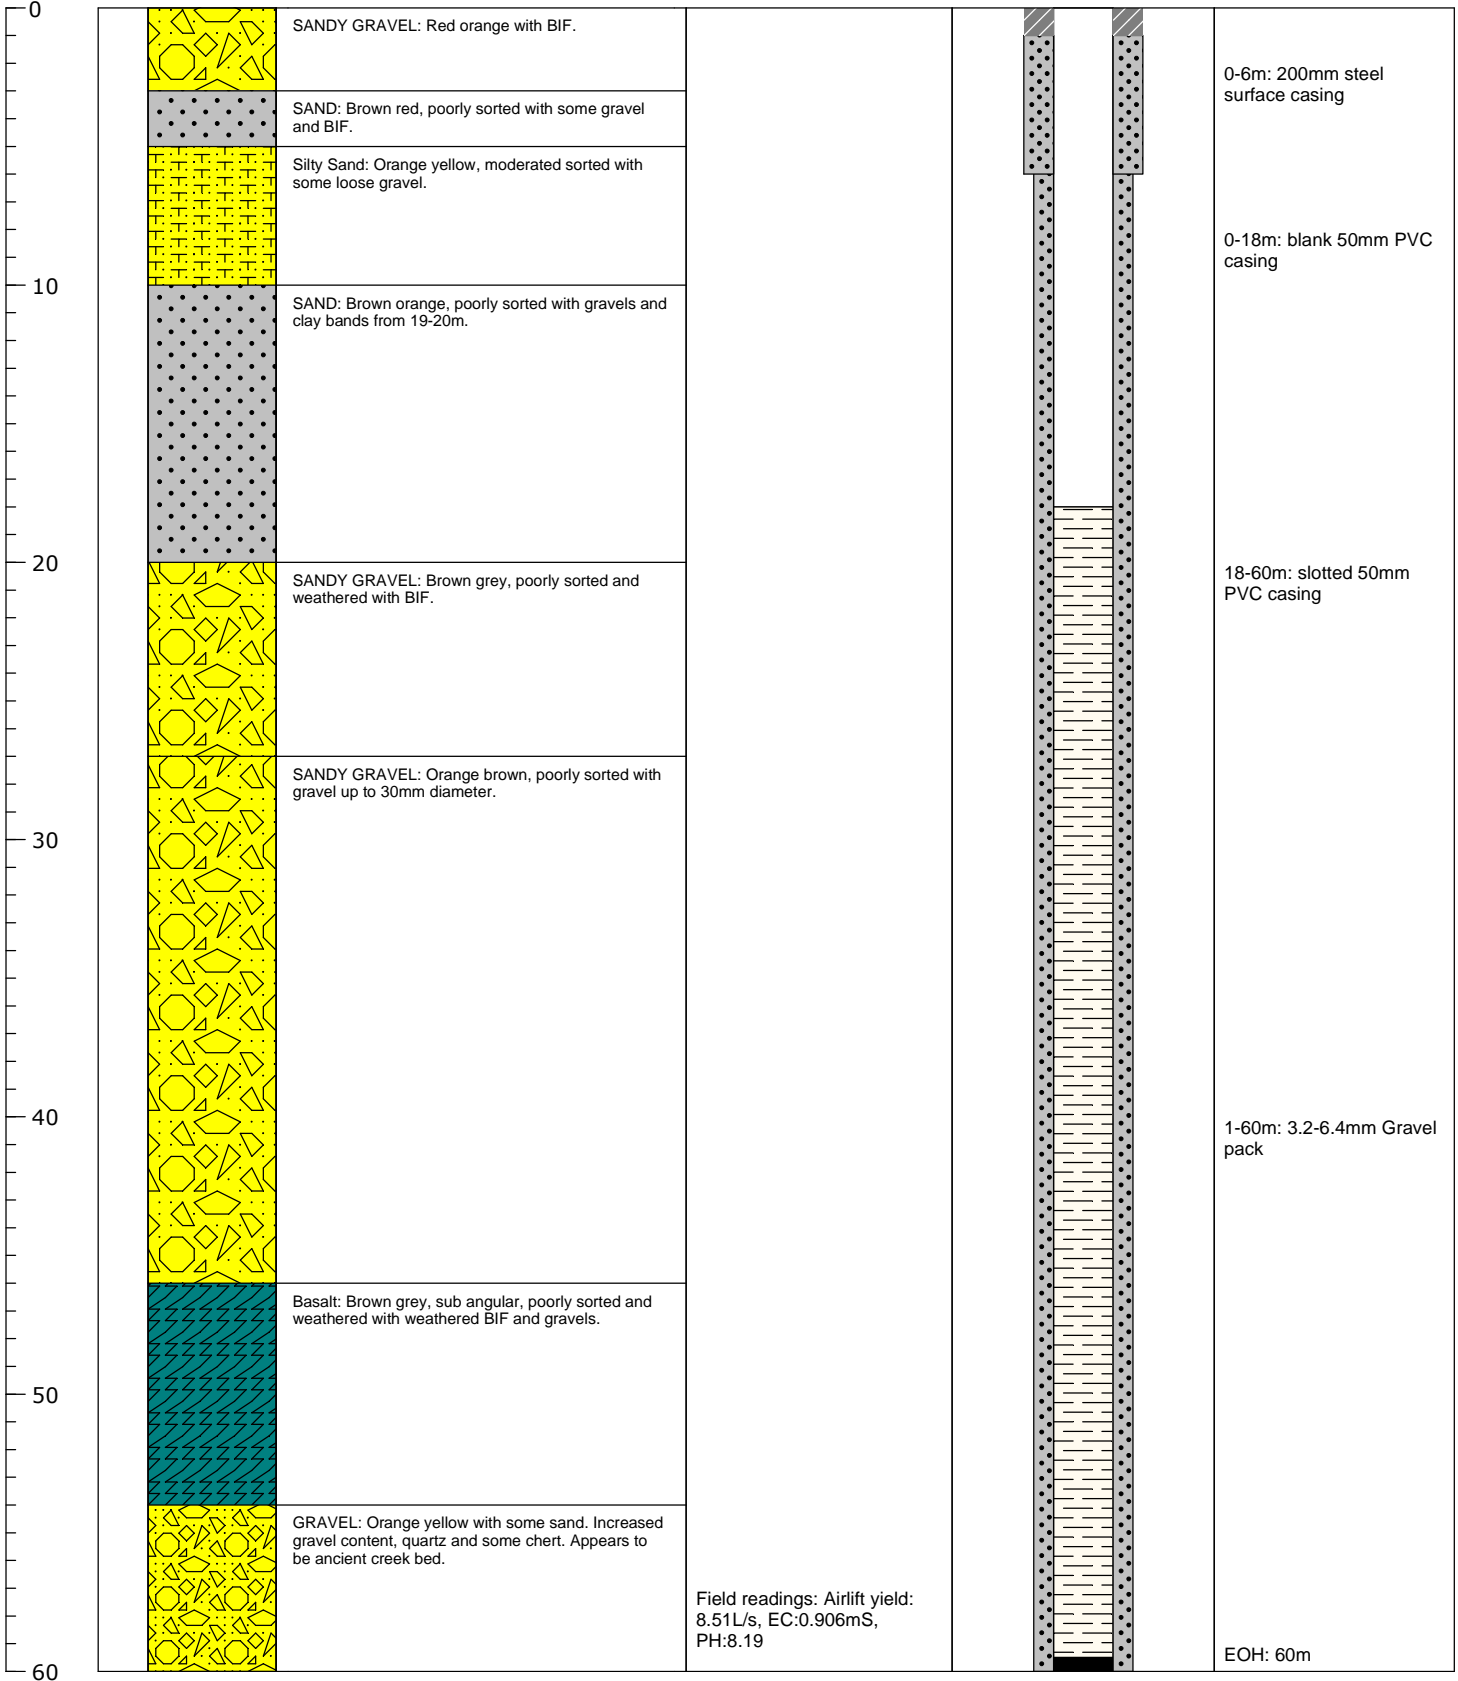 0
SANDY GRAVEL: Red orange with BIF.
0-6m: 200mm steel
surface casing
SAND: Brown red, poorly sorted with some gravel
and BIF.
Silty Sand: Orange yellow, moderated sorted with
some loose gravel.
0-18m: blank 50mm PVC
casing
10
SAND: Brown orange, poorly sorted with gravels and
clay bands from 19-20m.
20
SANDY GRAVEL: Brown grey, poorly sorted and
weathered with BIF.
18-60m: slotted 50mm
PVC casing
SANDY GRAVEL: Orange brown, poorly sorted with
gravel up to 30mm diameter.
30
40
1-60m: 3.2-6.4mm Gravel
pack
Basalt: Brown grey, sub angular, poorly sorted and
weathered with weathered BIF and gravels.
50
GRAVEL: Orange yellow with some sand. Increased
gravel content, quartz and some chert. Appears to
be ancient creek bed.
Field readings: Airlift yield:
8.51L/s, EC:0.906mS,
PH:8.19
EOH: 60m
60